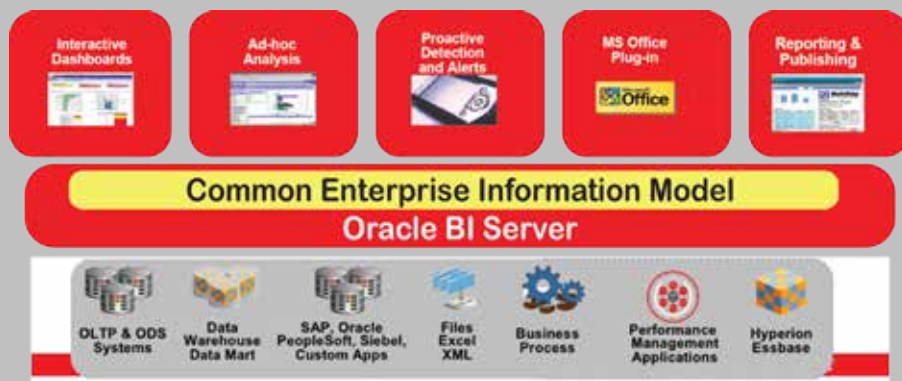 Interactive
Dashboards
Ad-hoc
Analysis
Proactive
Detection
and Alerts
MS Office
Plug-in
Office
Reporting &
Publishing
Common Enterprise Information Model
Oracle BI Server
OLTP & ODS
Systems
Data
Warehouse
Data Mart
SAP, Oracle
PeopleSoft, Siebel,
Custom Apps
Files
Excel
XML
Business
Process
Performance
Management
Applications
Hyperion
Essbase